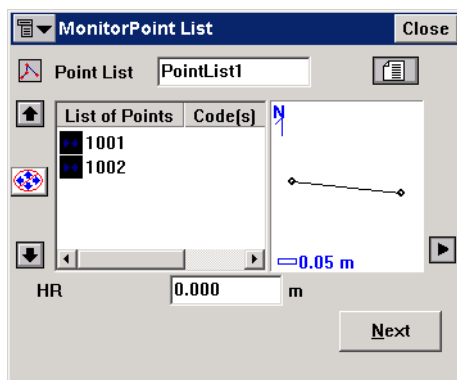 MonitorPoint List Close
Point List PointList1
List of Points Code(s)
1001
1002
N
0.05 m
HR 0.000 m
Next